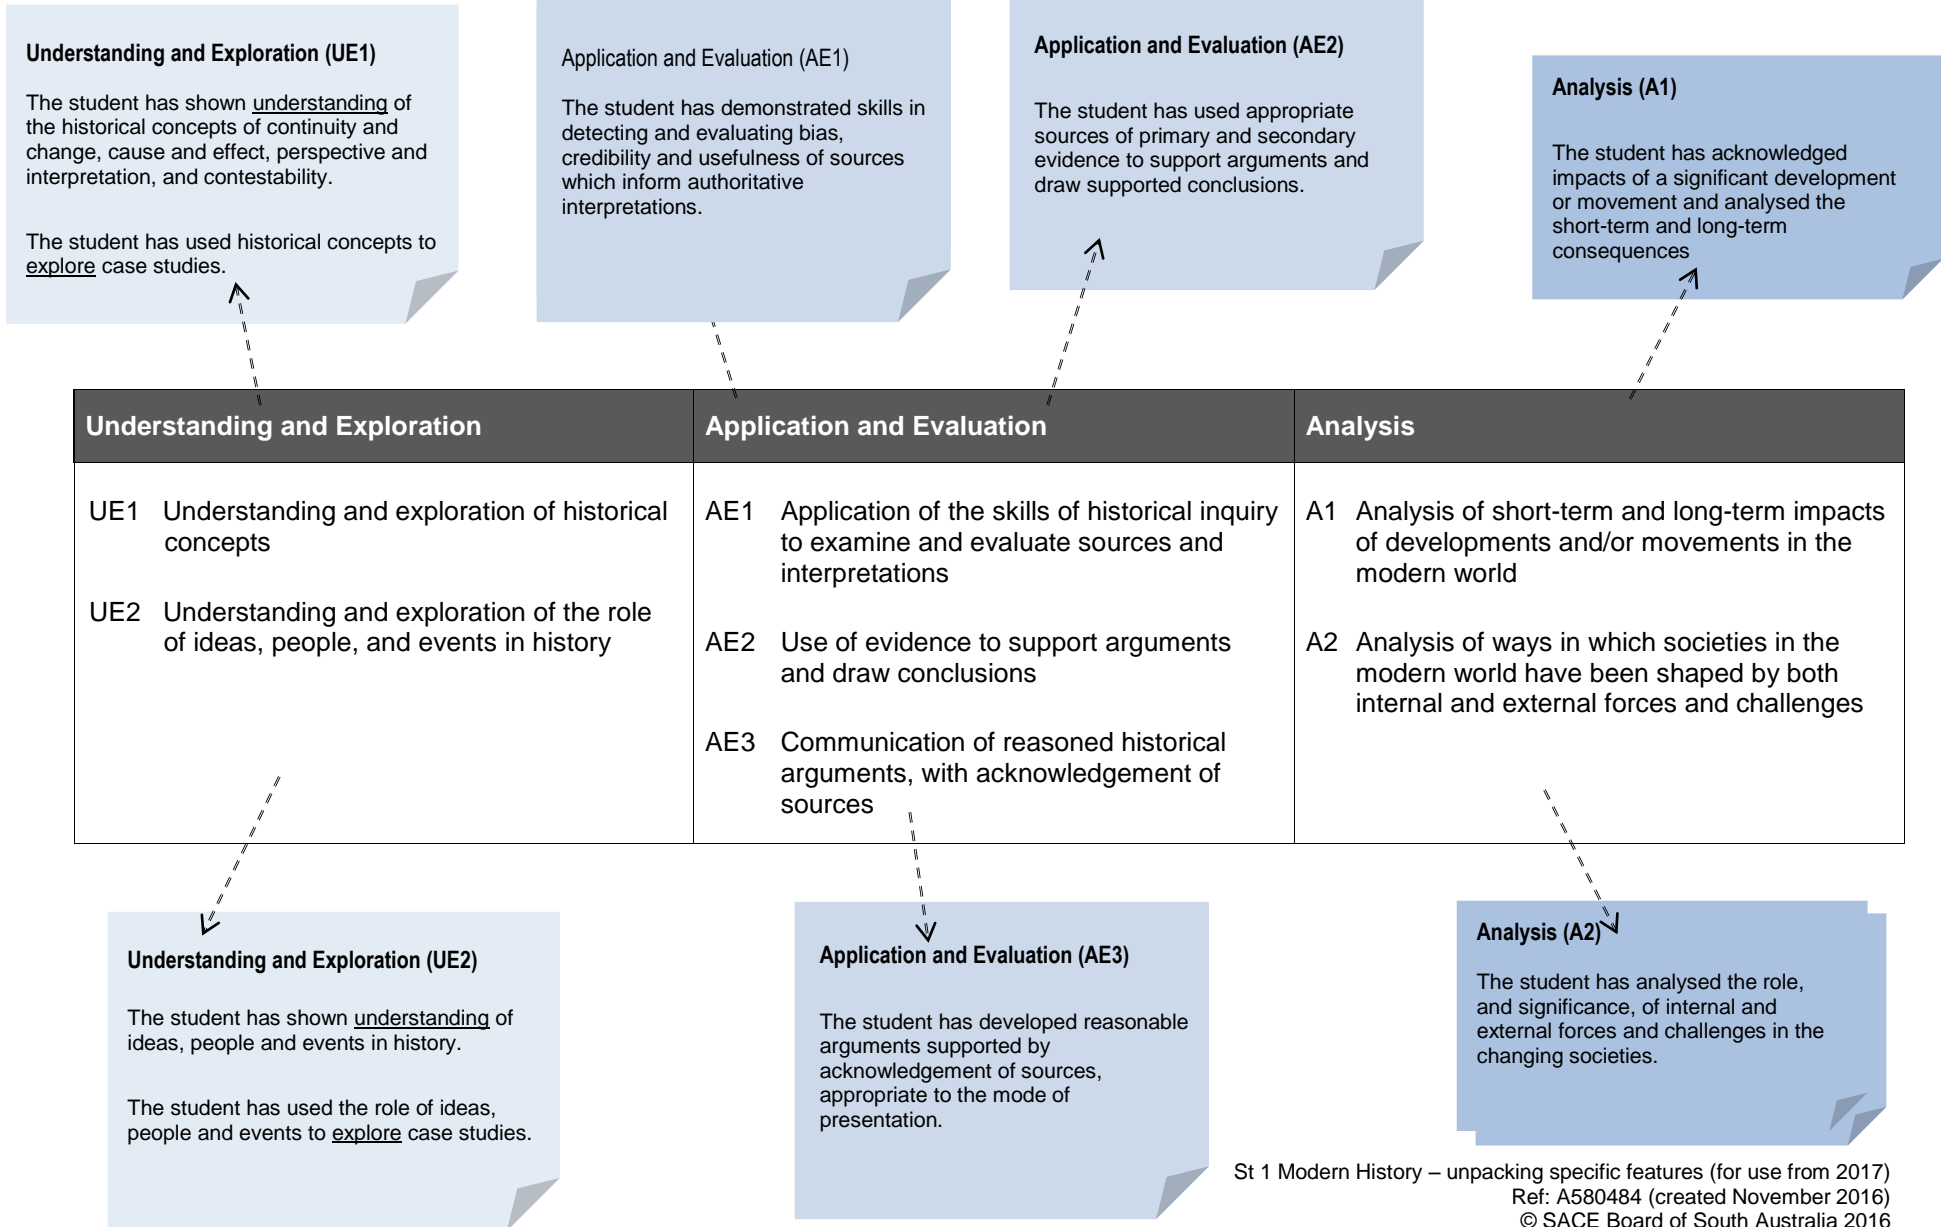 Understanding and Exploration (UE1)
The student has shown understanding of
the historical concepts of continuity and
change, cause and effect, perspective and
interpretation, and contestability.
The student has used historical concepts to
explore case studies.
Application and Evaluation (AE1)
The student has demonstrated skills in
detecting and evaluating bias,
credibility and usefulness of sources
which inform authoritative
interpretations.
Application and Evaluation (AE2)
The student has used appropriate
sources of primary and secondary
evidence to support arguments and
draw supported conclusions.
Analysis (A1)
The student has acknowledged
impacts of a significant development
or movement and analysed the
short-term and long-term
consequences
Understanding and Exploration
UE1 Understanding and exploration of historical
concepts
UE2 Understanding and exploration of the role
of ideas, people, and events in history
Application and Evaluation
AE1 Application of the skills of historical inquiry
to examine and evaluate sources and
interpretations
AE2 Use of evidence to support arguments
and draw conclusions
AE3 Communication of reasoned historical
arguments, with acknowledgement of
sources
Analysis
A1 Analysis of short-term and long-term impacts
of developments and/or movements in the
modern world
A2 Analysis of ways in which societies in the
modern world have been shaped by both
internal and external forces and challenges
Understanding and Exploration (UE2)
The student has shown understanding of
ideas, people and events in history.
The student has used the role of ideas,
people and events to explore case studies.
Application and Evaluation (AE3)
The student has developed reasonable
arguments supported by
acknowledgement of sources,
appropriate to the mode of
presentation.
Analysis (A2)
The student has analysed the role,
and significance, of internal and
external forces and challenges in the
changing societies.
St 1 Modern History – unpacking specific features (for use from 2017)
Ref: A580484 (created November 2016)
© SACE Board of South Australia 2016